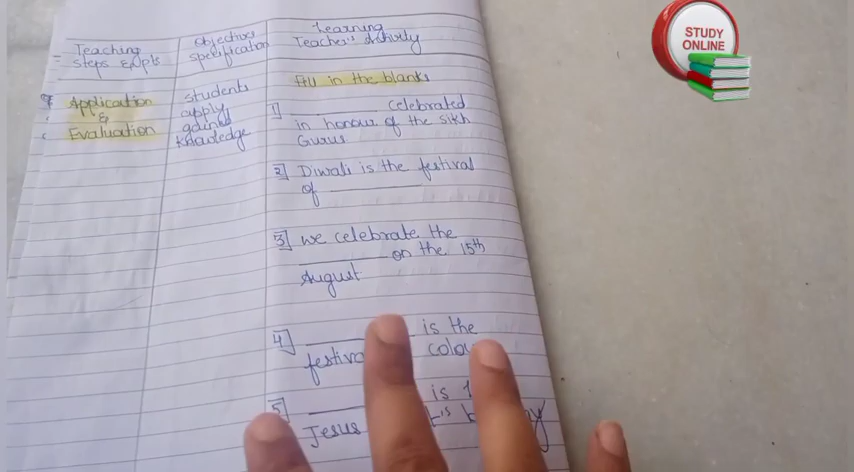 Teaching
steps & pts
Objectives
specification
Learning
Teacher's Activity
Application
&
Evaluation
students
apply
gained
knowledge
Fill in the blanks
1] ________ celebrated
in honour of the Sikh
Gurus
2] Diwali is the festival
of ________
3] We celebrate the
________ on the 15th
August
4] ________ is the
5] ________ is
Jesus
STUDY
ONLINE